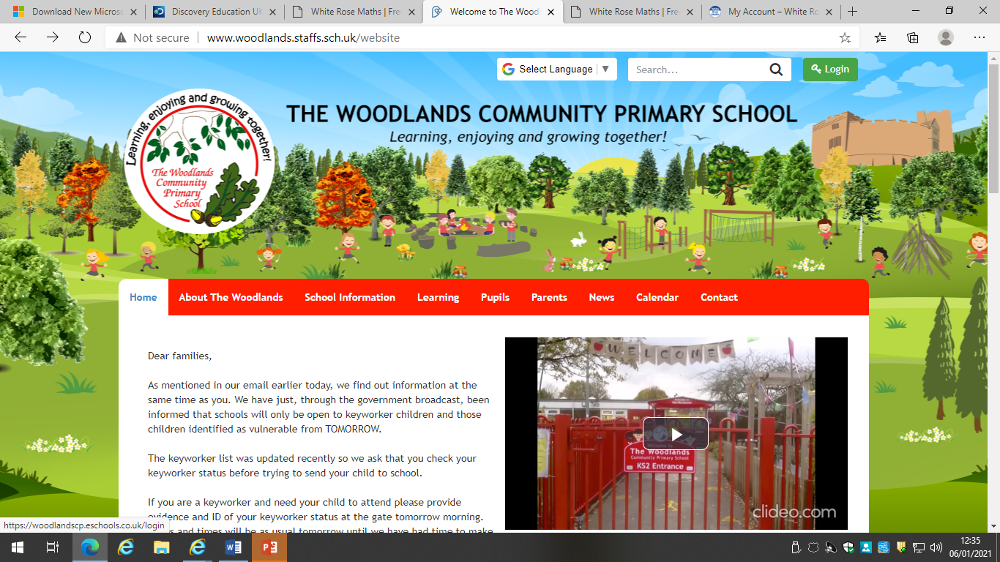 Download New Micros
Discovery Education UK
White Rose Maths | Fre
Welcome to The Woodl
White Rose Maths | Fre
My Account – White Ro
Not secure
www.woodlands.staffs.sch.uk/website
Select Language
Search...
Login
Learning, enjoying and growing together!
The Woodlands
Community
Primary
School
THE WOODLANDS COMMUNITY PRIMARY SCHOOL
Learning, enjoying and growing together!
Home
About The Woodlands
School Information
Learning
Pupils
Parents
News
Calendar
Contact
Dear families,
As mentioned in our email earlier today, we find out information at the
same time as you. We have just, through the government broadcast, been
informed that schools will only be open to keyworker children and those
children identified as vulnerable from TOMORROW.
The keyworker list was updated recently so we ask that you check your
keyworker status before trying to send your child to school.
If you are a keyworker and need your child to attend please provide
evidence and ID of your keyworker status at the gate tomorrow morning.
and times will be as usual tomorrow until we have had time to make
WELCOME
The Woodlands
Community Primary School
KS2 Entrance
clideo.com
https://woodlandscp.eschools.co.uk/login
12:35
06/01/2021